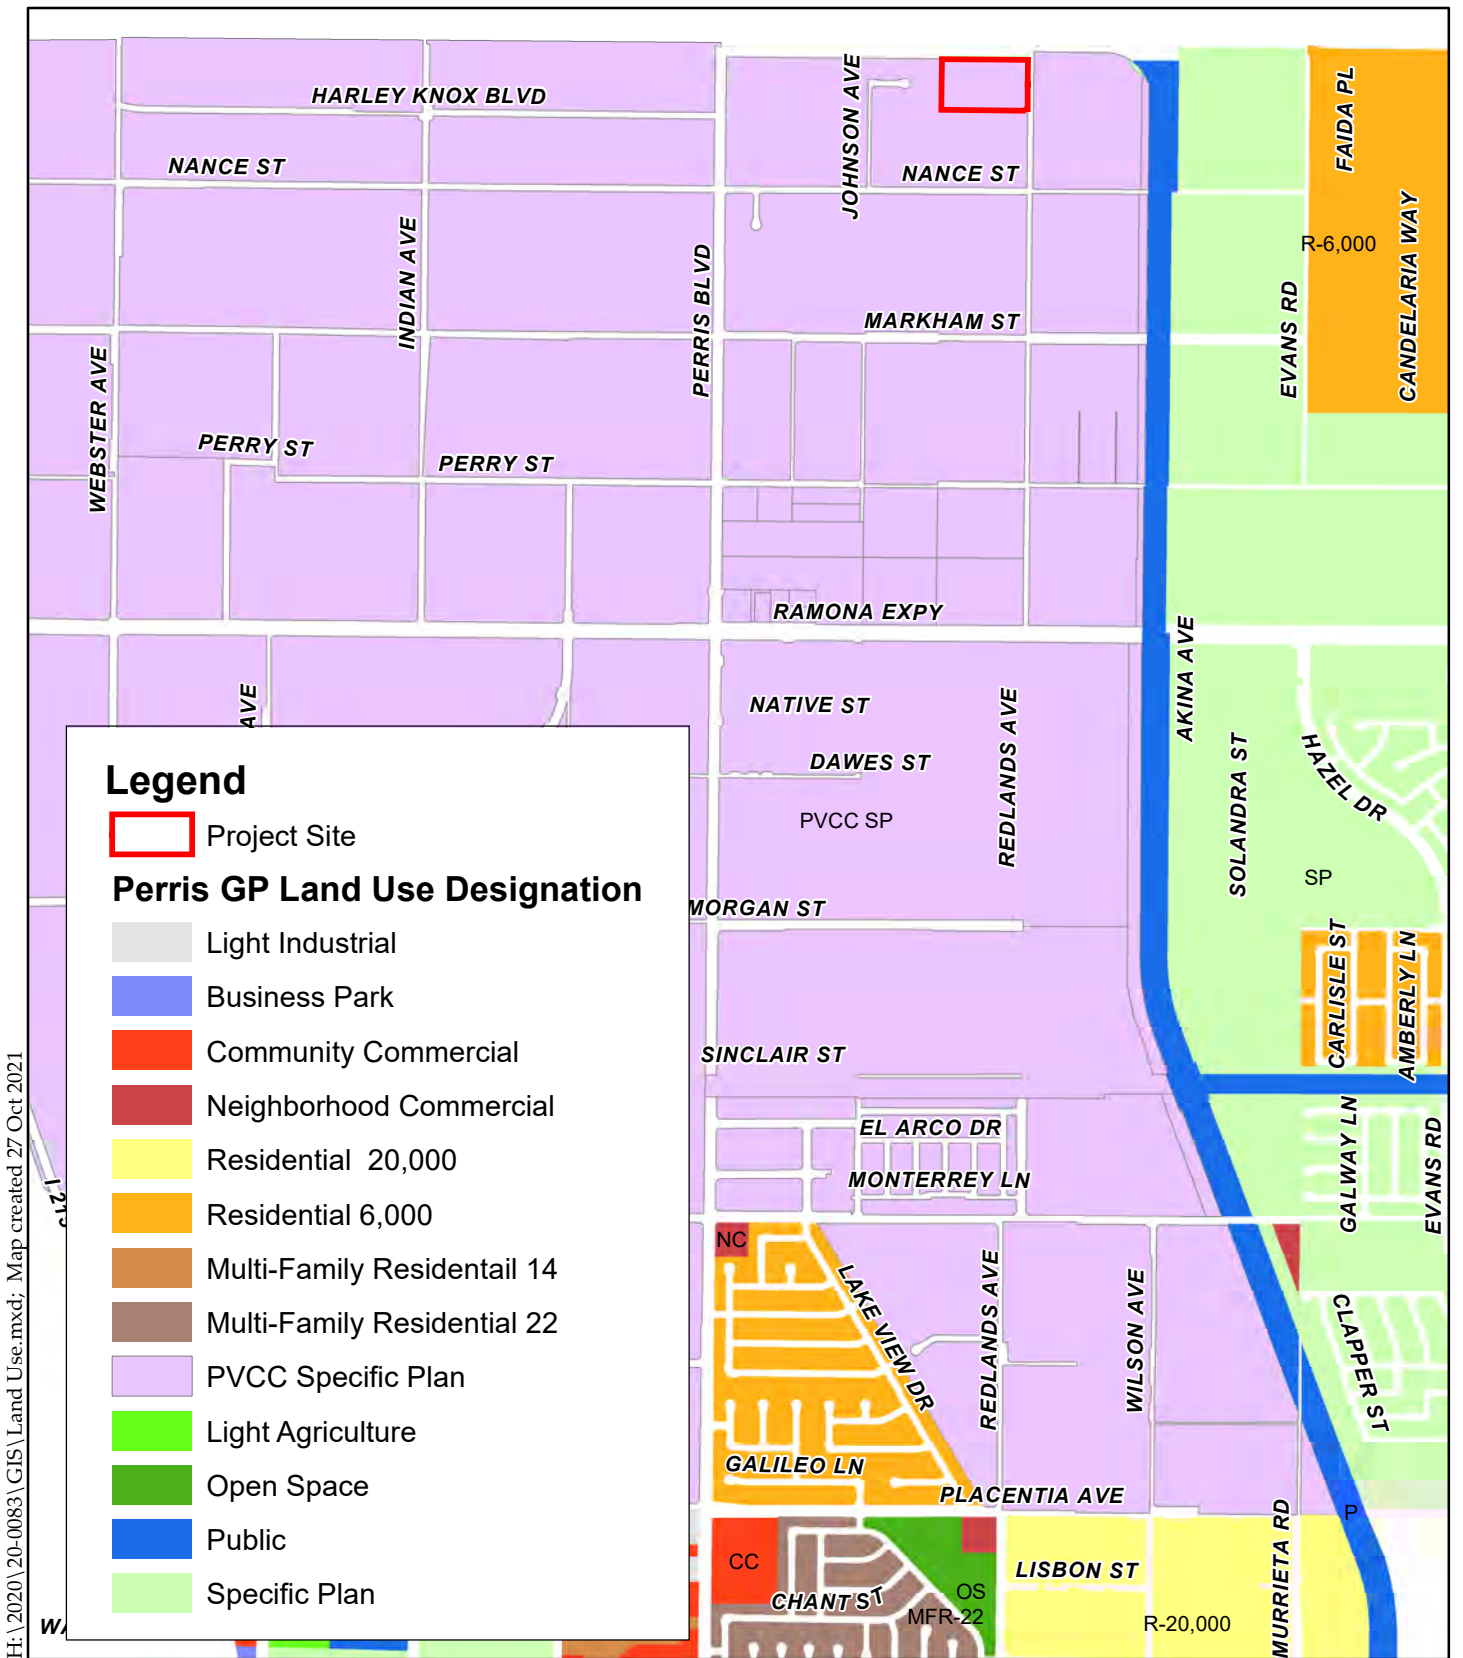 HARLEY KNOX BLVD
JOHNSON AVE
FAIDA PL
NANCE ST
NANCE ST
CANDELARIA WAY
R-6,000
INDIAN AVE
PERRIS BLVD
EVANS RD
MARKHAM ST
WEBSTER AVE
PERRY ST
PERRY ST
RAMONA EXPY
AKINA AVE
AVE
NATIVE ST
REDLANDS AVE
SOLANDRA ST
HAZEL DR
DAWES ST
PVCC SP
SP
MORGAN ST
CARLISLE ST
AMBERLY LN
SINCLAIR ST
EL ARCO DR
GALWAY LN
EVANS RD
MONTERREY LN
I 215
NC
LAKE VIEW DR
REDLANDS AVE
WILSON AVE
CLAPPER ST
GALILEO LN
PLACENTIA AVE
P
MURRIETA RD
CC
LISBON ST
OS
CHANT ST
MFR-22
R-20,000
WA
Legend
Project Site
Perris GP Land Use Designation
Light Industrial
Business Park
Community Commercial
Neighborhood Commercial
Residential  20,000
Residential 6,000
Multi-Family Residentail 14
Multi-Family Residential 22
PVCC Specific Plan
Light Agriculture
Open Space
Public
Specific Plan
H:\2020\20-0083\GIS\Land Use.mxd; Map created 27 Oct 2021